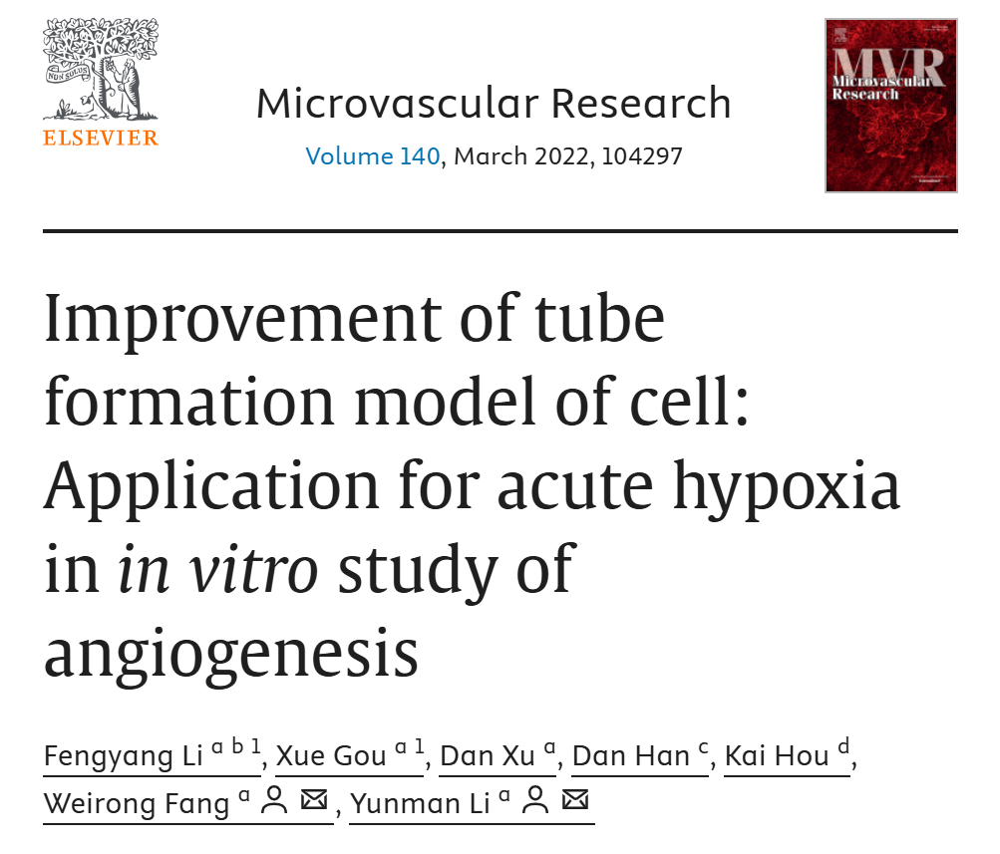 NON SOLUS
ELSEVIER
Microvascular Research
Volume 140, March 2022, 104297
MVR
Microvascular
Research
Improvement of tube
formation model of cell:
Application for acute hypoxia
in in vitro study of
angiogenesis
Fengyang Li a b 1, Xue Gou a 1, Dan Xu a, Dan Han c, Kai Hou d,
Weirong Fang a, Yunman Li a